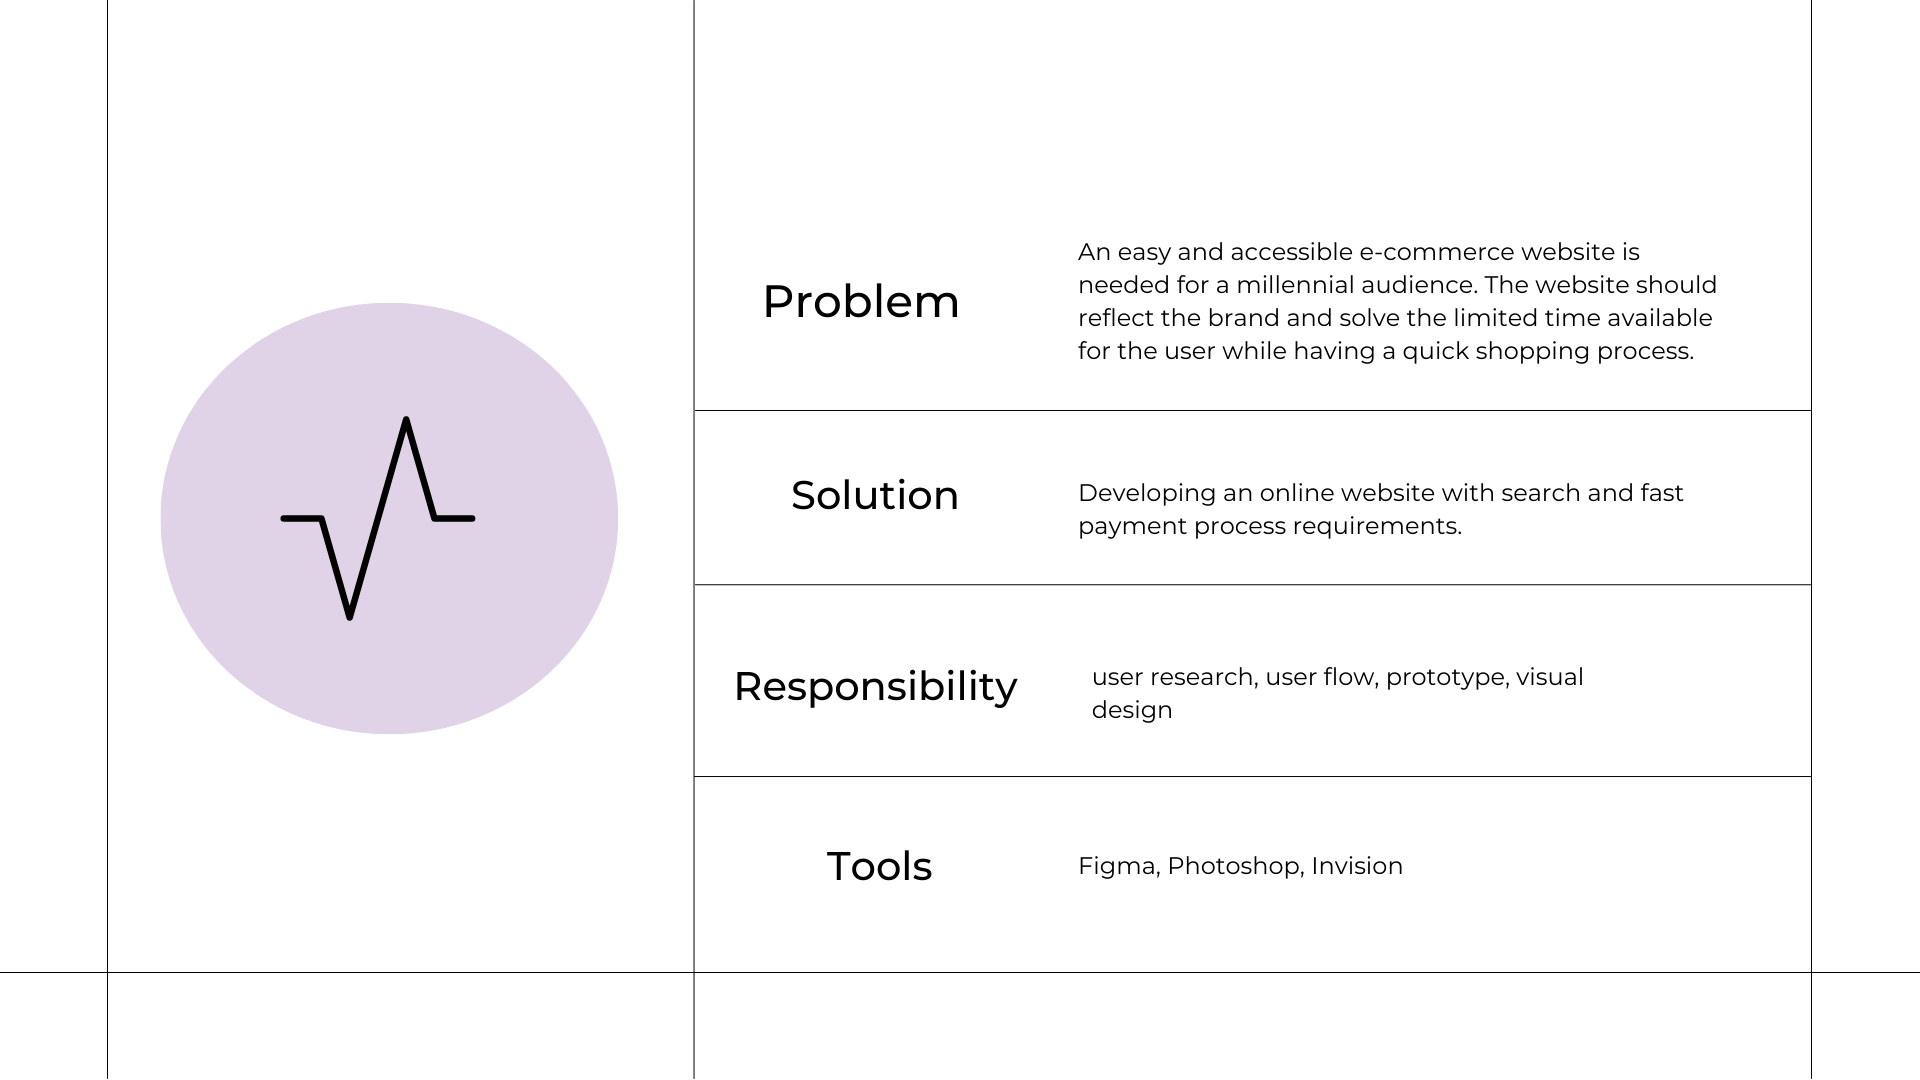 Problem
An easy and accessible e-commerce website is
needed for a millennial audience. The website should
reflect the brand and solve the limited time available
for the user while having a quick shopping process.
Solution
Developing an online website with search and fast
payment process requirements.
Responsibility
user research, user flow, prototype, visual
design
Tools
Figma, Photoshop, Invision